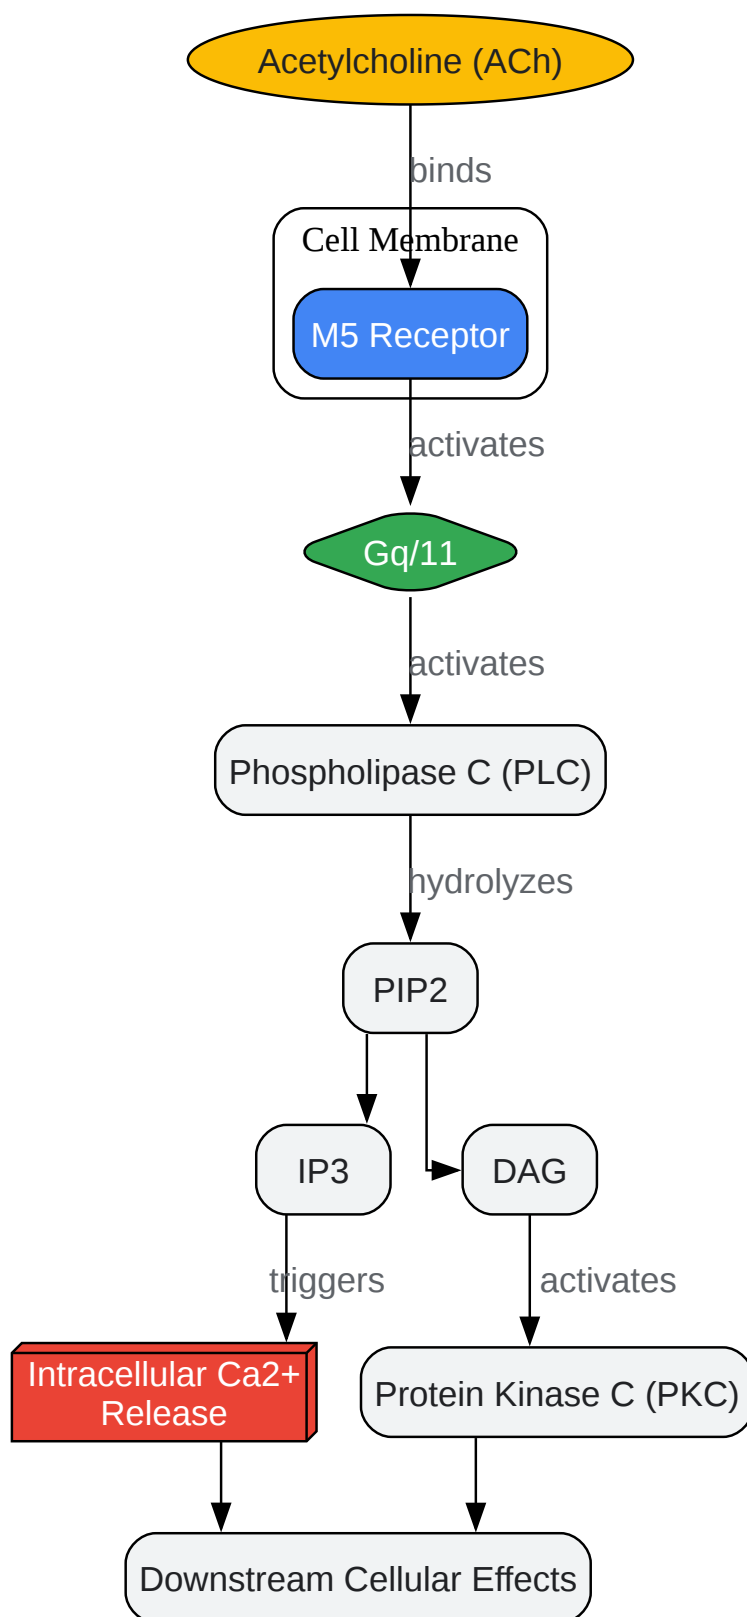 Acetylcholine (ACh)
binds
Cell Membrane
M5 Receptor
activates
Gq/11
activates
Phospholipase C (PLC)
hydrolyzes
PIP2
IP3
DAG
triggers
activates
Intracellular Ca2+
Release
Protein Kinase C (PKC)
Downstream Cellular Effects